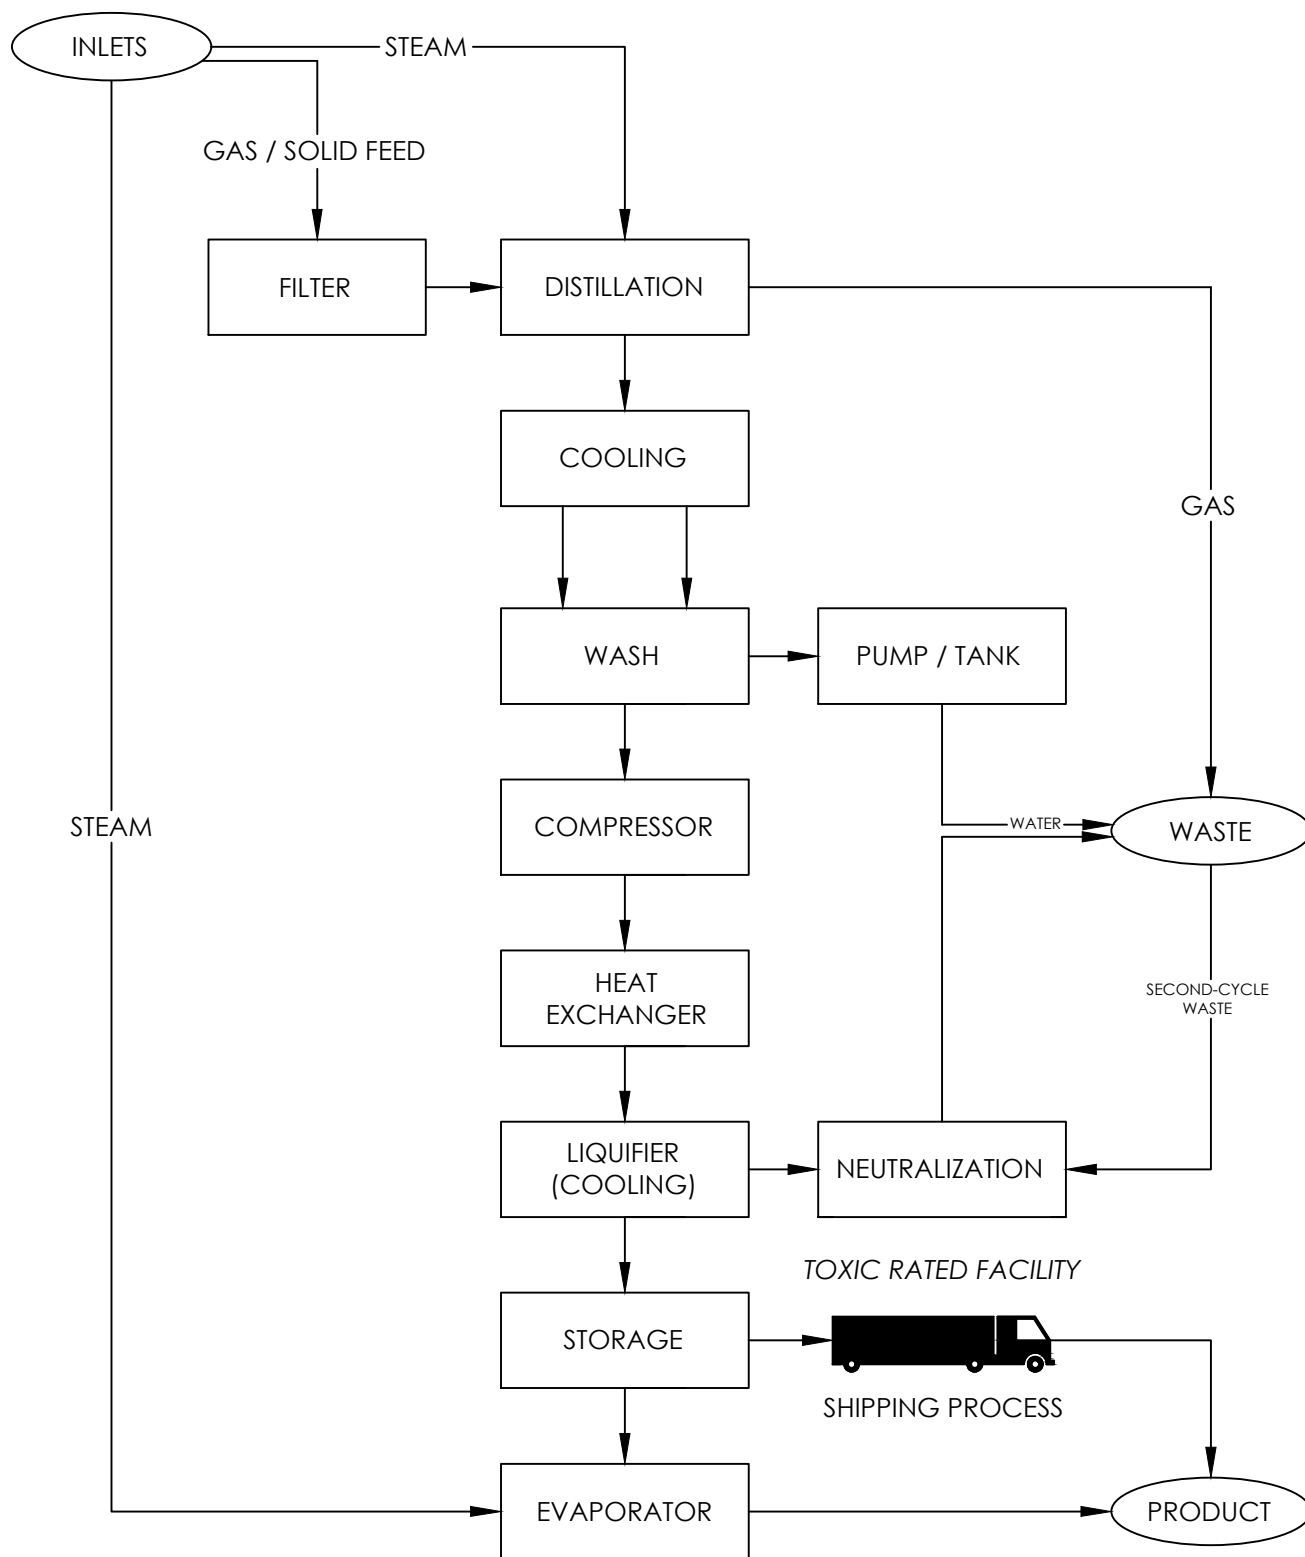 INLETS
STEAM
GAS / SOLID FEED
FILTER
DISTILLATION
COOLING
GAS
WASH
PUMP / TANK
STEAM
COMPRESSOR
WATER
WASTE
HEAT
EXCHANGER
SECOND-CYCLE
WASTE
LIQUIFIER
(COOLING)
NEUTRALIZATION
TOXIC RATED FACILITY
STORAGE
SHIPPING PROCESS
EVAPORATOR
PRODUCT